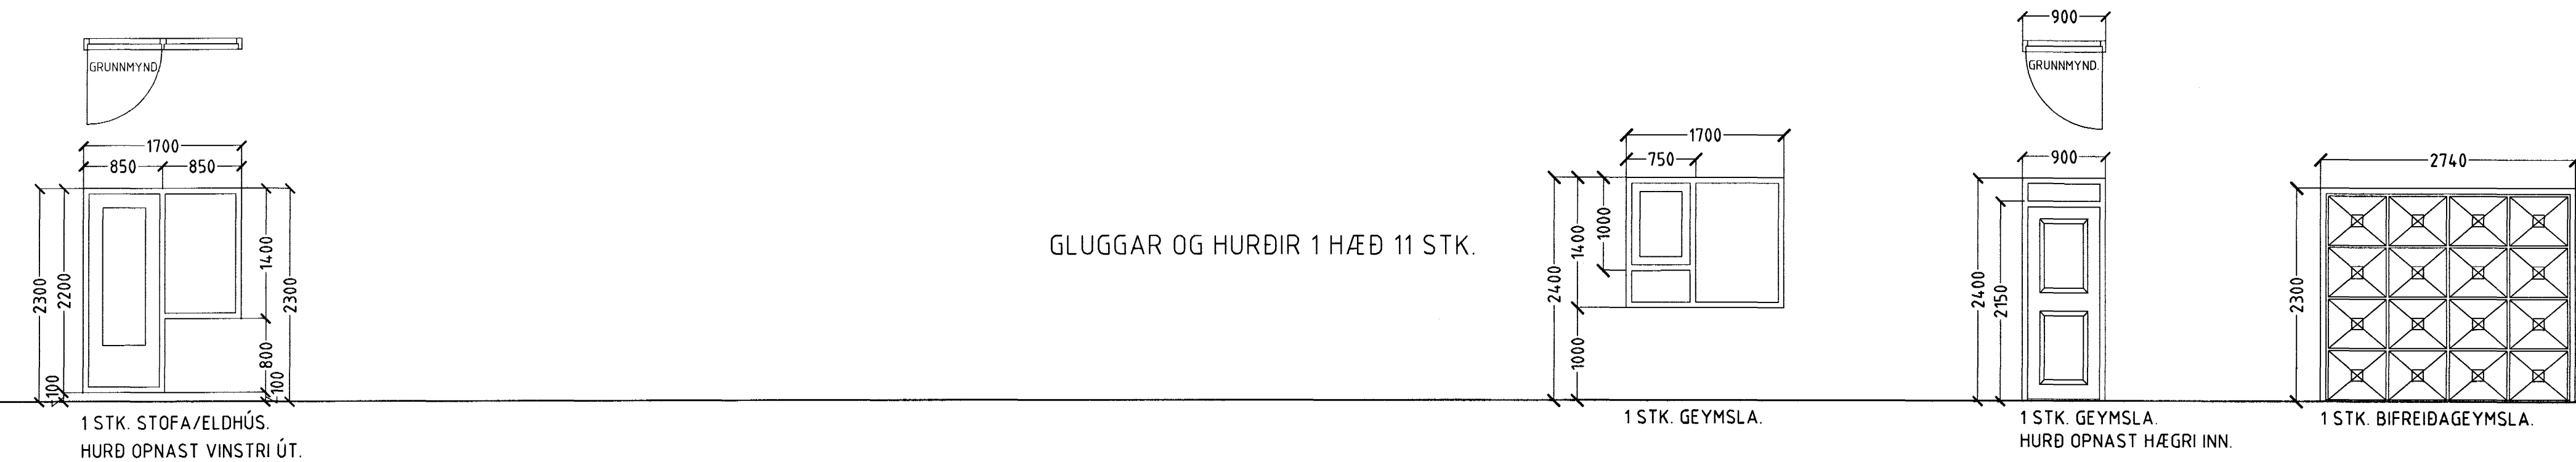 GRUNNMYND
1700
850 850
2300
2200
100
1400
800
100
2300
1 STK. STOFA/ELDHÚS.
HURÐ OPNAST VINSTRI ÚT.
GLUGGAR OG HURÐIR 1 HÆÐ 11 STK.
1700
750
2400
1400
1000
1000
1 STK. GEYMSLA.
900
GRUNNMYND.
900
2400
2150
1 STK. GEYMSLA.
HURÐ OPNAST HÆGRI INN.
2740
2300
1 STK. BIFREIÐAGEYMSLA.